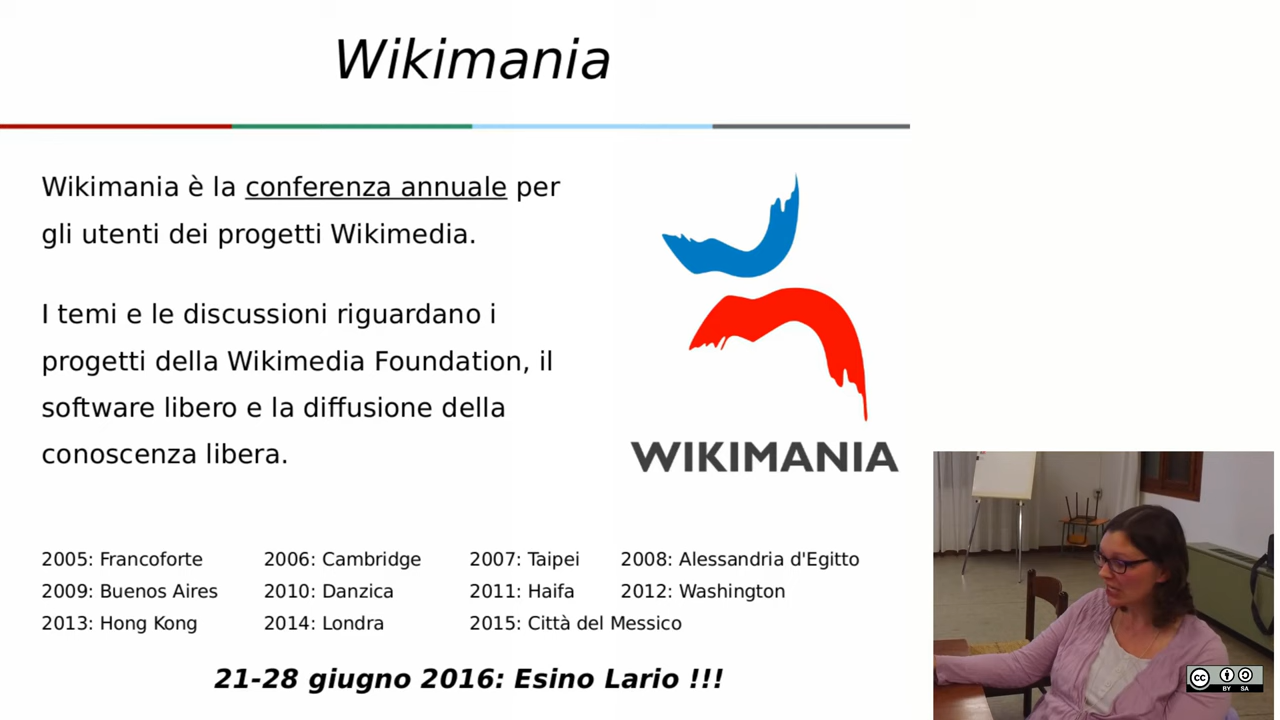 Wikimania
Wikimania è la conferenza annuale per
gli utenti dei progetti Wikimedia.
I temi e le discussioni riguardano i
progetti della Wikimedia Foundation, il
software libero e la diffusione della
conoscenza libera.
WIKIMANIA
2005: Francoforte 2006: Cambridge 2007: Taipei 2008: Alessandria d'Egitto
2009: Buenos Aires 2010: Danzica 2011: Haifa 2012: Washington
2013: Hong Kong 2014: Londra 2015: Città del Messico
21-28 giugno 2016: Esino Lario !!!
cc
BY SA